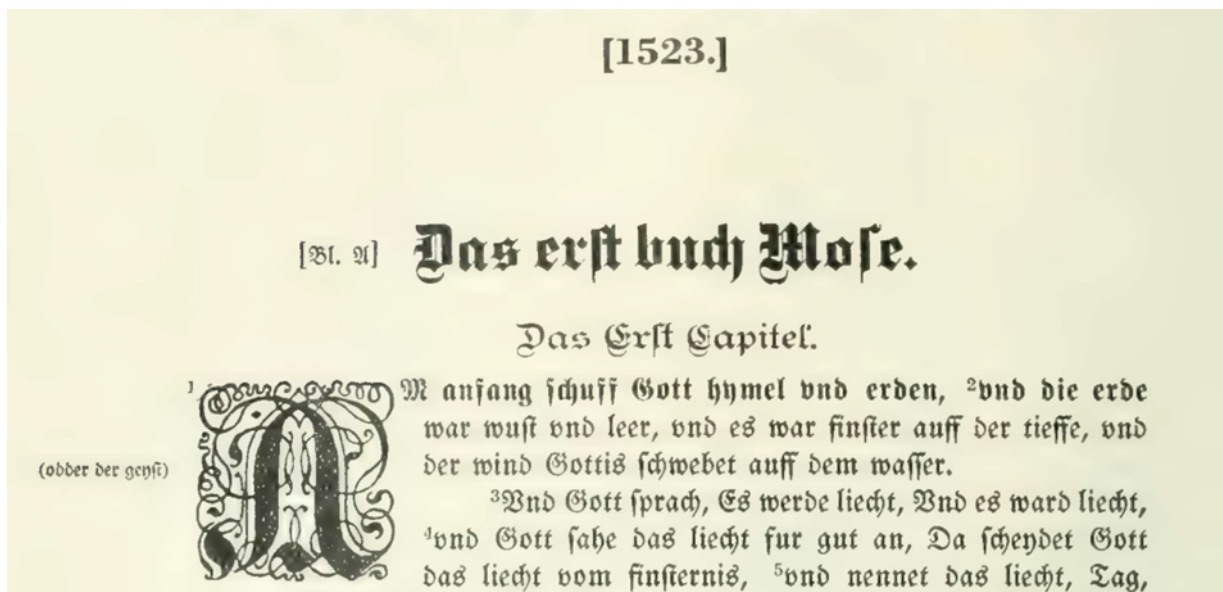 [1523.]
[Bl. A] Das erſt buch Moſe.
Das Erſt Capitel.
1 AM anfang ſchuff Gott hymel vnd erden, ²vnd die erde
war wuſt vnd leer, vnd es war finſter auff der tieffe, vnd
(odder der geyſt) der wind Gottis ſchwebet auff dem waſſer.
³Vnd Gott ſprach, Es werde liecht, Vnd es ward liecht,
⁴vnd Gott ſahe das liecht fur gut an, Da ſcheydet Gott
das liecht vom finſternis, ⁵vnd nennet das liecht, Tag,